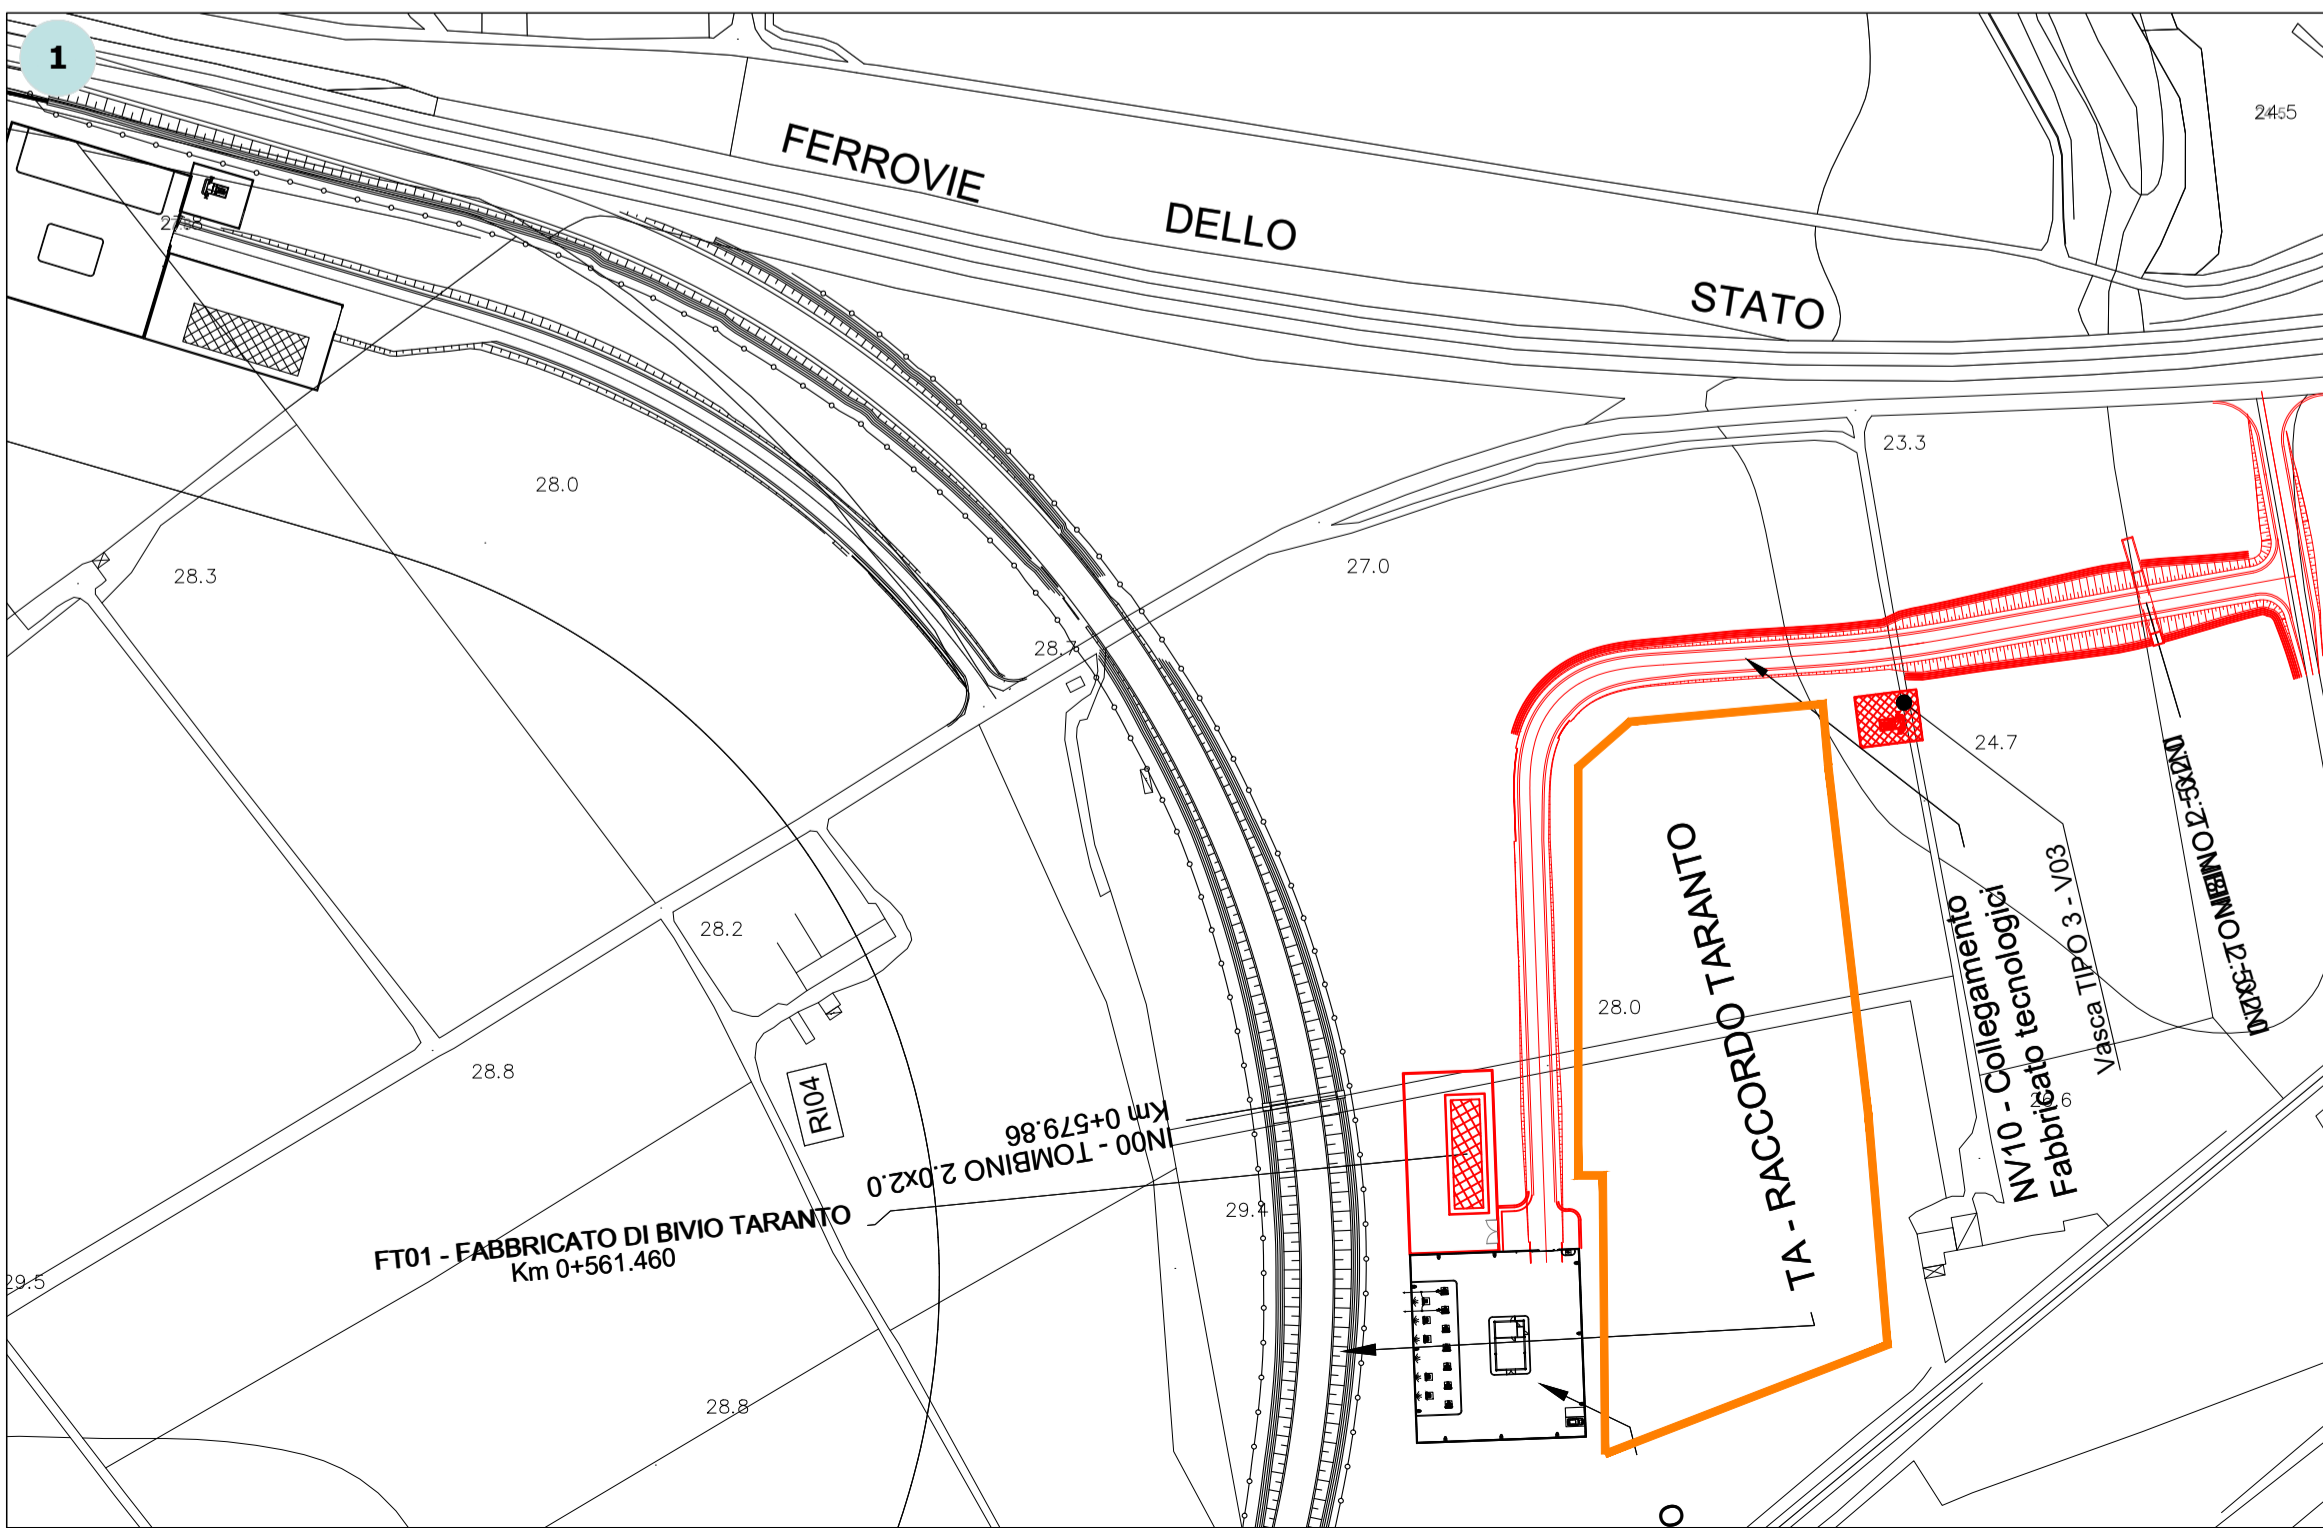 1
FERROVIE
DELLO
STATO
24.5
27.8
23.3
28.0
28.3
27.0
28.7
24.7
28.2
28.0
28.8
26.6
29.4
29.5
28.8
RI04
IN00 - TOMBINO 2.0x2.0
Km 0+579.86
FT01 - FABBRICATO DI BIVIO TARANTO
Km 0+561.460
TA - RACCORDO TARANTO
NV10 - Collegamento
Fabbricato tecnologici
Vasca TIPO 3 - V03
O